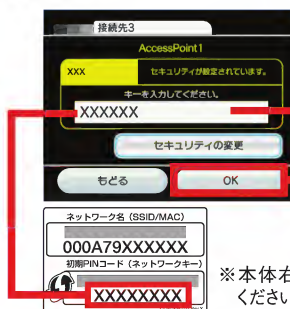 接続先3
AccessPoint1
XXX
セキュリティが設定されています。
キーを入力してください。
XXXXXX
セキュリティの変更
もどる
OK
ネットワーク名（SSID/MAC）
000A79XXXXXX
初期PINコード（ネットワークキー）
XXXXXXXX
※本体右
ください